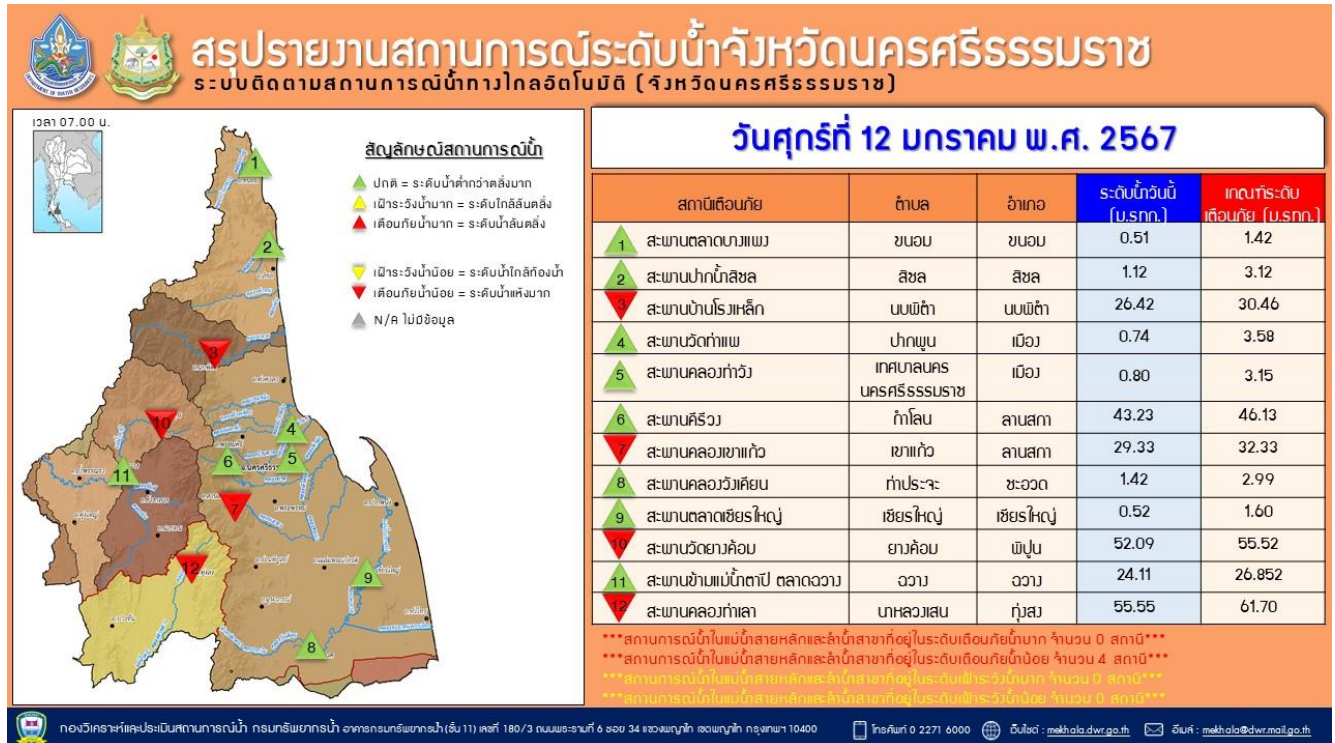 สรุปรายงานสถานการณ์ระดับน้ำจังหวัดนครศรีธรรมราช
ระบบติดตามสถานการณ์น้ำทางไกลอัตโนมัติ (จังหวัดนครศรีธรรมราช)
เวลา 07.00 น.
สัญลักษณ์สถานการณ์น้ำ
ปกติ = ระดับน้ำต่ำกว่าตลิ่งมาก
เฝ้าระวังน้ำมาก = ระดับใกล้ล้นตลิ่ง
เตือนภัยน้ำมาก = ระดับน้ำล้นตลิ่ง
เฝ้าระวังน้ำน้อย = ระดับน้ำใกล้ท้องน้ำ
เตือนภัยน้ำน้อย = ระดับน้ำแห้งมาก
N/A ไม่มีข้อมูล
1
2
3
10
4
11
6
5
7
12
9
8
วันศุกร์ที่ 12 มกราคม พ.ศ. 2567
สถานีเตือนภัย ตำบล อำเภอ ระดับน้ำวันนี้ (ม.รทก.) เกณฑ์ระดับเตือนภัย (ม.รทก.)
1 สะพานตลาดบางแพง ขนอม ขนอม 0.51 1.42
2 สะพานปากน้ำสิชล สิชล สิชล 1.12 3.12
3 สะพานบ้านโรงเหล็ก นบพิตำ นบพิตำ 26.42 30.46
4 สะพานวัดท่าแพ ปากพูน เมือง 0.74 3.58
5 สะพานคลองท่าวัง เทศบาลนครนครศรีธรรมราช เมือง 0.80 3.15
6 สะพานคีรีวง กำโลน ลานสกา 43.23 46.13
7 สะพานคลองเขาแก้ว เขาแก้ว ลานสกา 29.33 32.33
8 สะพานคลองวังเคียน ท่าประจะ ชะอวด 1.42 2.99
9 สะพานตลาดเชียรใหญ่ เชียรใหญ่ เชียรใหญ่ 0.52 1.60
10 สะพานวัดยางค้อม ยางค้อม พิปูน 52.09 55.52
11 สะพานข้ามแม่น้ำตาปี ตลาดฉวาง ฉวาง ฉวาง 24.11 26.852
12 สะพานคลองท่าเลา นาหลวงเสน ทุ่งสง 55.55 61.70
***สถานการณ์น้ำในแม่น้ำสายหลักและลำน้ำสาขาที่อยู่ในระดับเตือนภัยน้ำมาก จำนวน 0 สถานี***
***สถานการณ์น้ำในแม่น้ำสายหลักและลำน้ำสาขาที่อยู่ในระดับเตือนภัยน้ำน้อย จำนวน 4 สถานี***
***สถานการณ์น้ำในแม่น้ำสายหลักและลำน้ำสาขาที่อยู่ในระดับเฝ้าระวังน้ำมาก จำนวน 0 สถานี***
***สถานการณ์น้ำในแม่น้ำสายหลักและลำน้ำสาขาที่อยู่ในระดับเฝ้าระวังน้ำน้อย จำนวน 0 สถานี***
กองวิเคราะห์และประเมินสถานการณ์น้ำ กรมทรัพยากรน้ำ อาคารกรมทรัพยากรน้ำ (ชั้น 11) เลขที่ 180/3 ถนนพระรามที่ 6 ซอย 34 แขวงพญาไท เขตพญาไท กรุงเทพฯ 10400 โทรศัพท์ 0 2271 6000 เว็บไซต์ : mekhala.dwr.go.th อีเมล์ : mekhala@dwr.mail.go.th